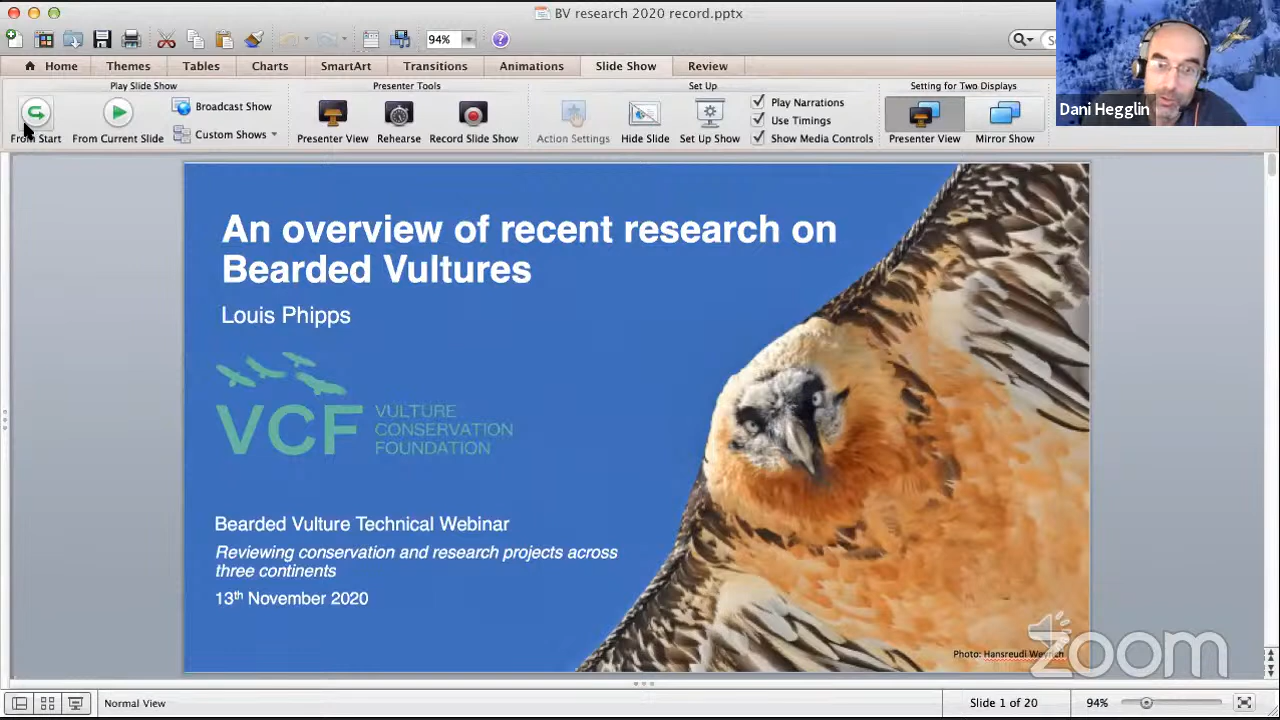 BV research 2020 record.pptx
94%
Home
Themes
Tables
Charts
SmartArt
Transitions
Animations
Slide Show
Review
Play Slide Show
Presenter Tools
Set Up
Setting for Two Displays
From Start
From Current Slide
Broadcast Show
Custom Shows
Presenter View
Rehearse
Record Slide Show
Action Settings
Hide Slide
Set Up Show
Play Narrations
Use Timings
Show Media Controls
Presenter View
Mirror Show
Dani Hegglin
An overview of recent research on
Bearded Vultures
Louis Phipps
VCF
VULTURE
CONSERVATION
FOUNDATION
Bearded Vulture Technical Webinar
Reviewing conservation and research projects across
three continents
13th November 2020
Photo: Hansreudi Weyrich
zoom
Normal View
Slide 1 of 20
94%